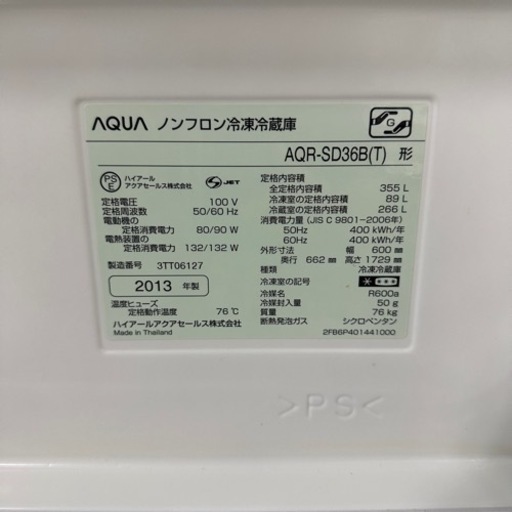 AQUA ノンフロン冷凍冷蔵庫
G
AQR-SD36B(T) 形
PSE
ハイアール
アクアセールス株式会社
S JET
定格電圧 100 V
定格周波数 50/60 Hz
電動機の
定格消費電力 80/90 W
電熱装置の
定格消費電力 132/132 W
製造番号 3TT06127
2013 年製
温度ヒューズ
定格動作温度 76℃
ハイアールアクアセールス株式会社
Made in Thailand
定格内容積
全定格内容積 355 L
冷凍室の定格内容積 89 L
冷蔵室の定格内容積 266 L
消費電力量 (JIS C 9801-2006年)
50Hz 400 kWh/年
60Hz 400 kWh/年
外形寸法 幅 600 mm
奥行 662 mm 高さ 1729 mm
種類 冷凍冷蔵庫
冷凍室の記号
冷媒名 R600a
冷媒封入量 50 g
質量 76 kg
断熱発泡ガス シクロペンタン
2FB6P401441000
>PS<